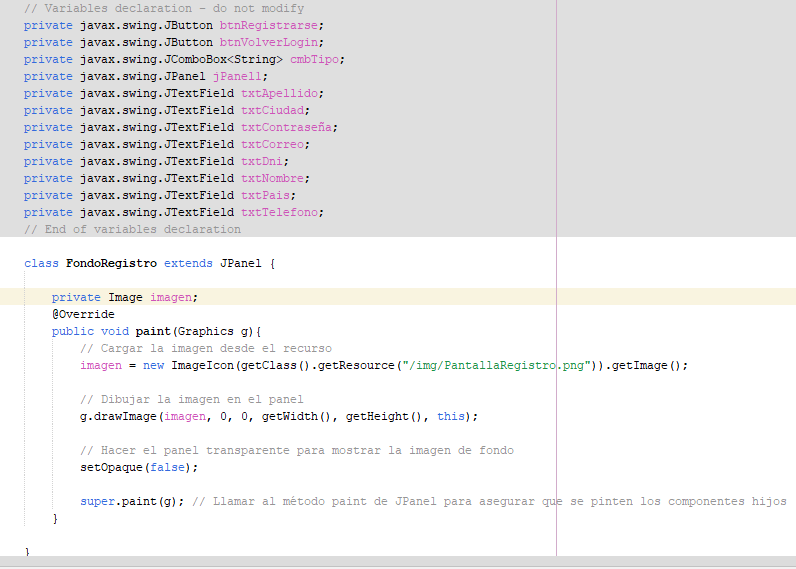 // Variables declaration - do not modify
private javax.swing.JButton btnRegistrarse;
private javax.swing.JButton btnVolverLogin;
private javax.swing.JComboBox<String> cmbTipo;
private javax.swing.JPanel jPanel1;
private javax.swing.JTextField txtApellido;
private javax.swing.JTextField txtCiudad;
private javax.swing.JTextField txtContraseña;
private javax.swing.JTextField txtCorreo;
private javax.swing.JTextField txtDni;
private javax.swing.JTextField txtNombre;
private javax.swing.JTextField txtPais;
private javax.swing.JTextField txtTelefono;
// End of variables declaration
class FondoRegistro extends JPanel {
private Image imagen;
@Override
public void paint(Graphics g){
// Cargar la imagen desde el recurso
imagen = new ImageIcon(getClass().getResource("/img/PantallaRegistro.png")).getImage();
// Dibujar la imagen en el panel
g.drawImage(imagen, 0, 0, getWidth(), getHeight(), this);
// Hacer el panel transparente para mostrar la imagen de fondo
setOpaque(false);
super.paint(g); // Llamar al método paint de JPanel para asegurar que se pinten los componentes hijos
}
}